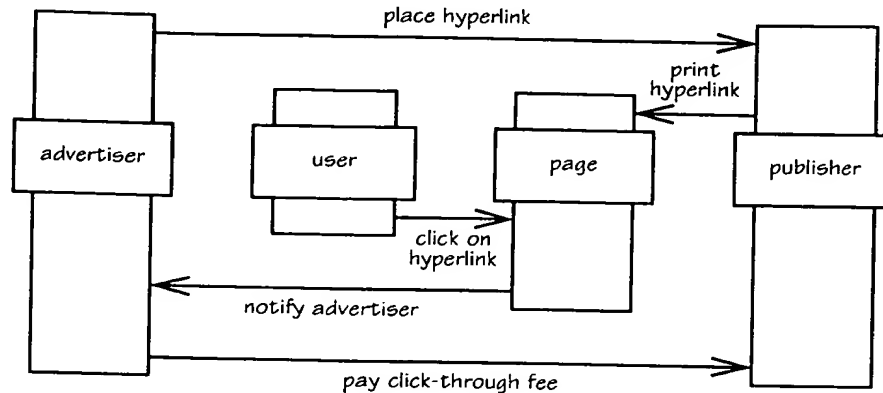 place hyperlink
print
hyperlink
advertiser
user
page
publisher
click on
hyperlink
notify advertiser
pay click-through fee